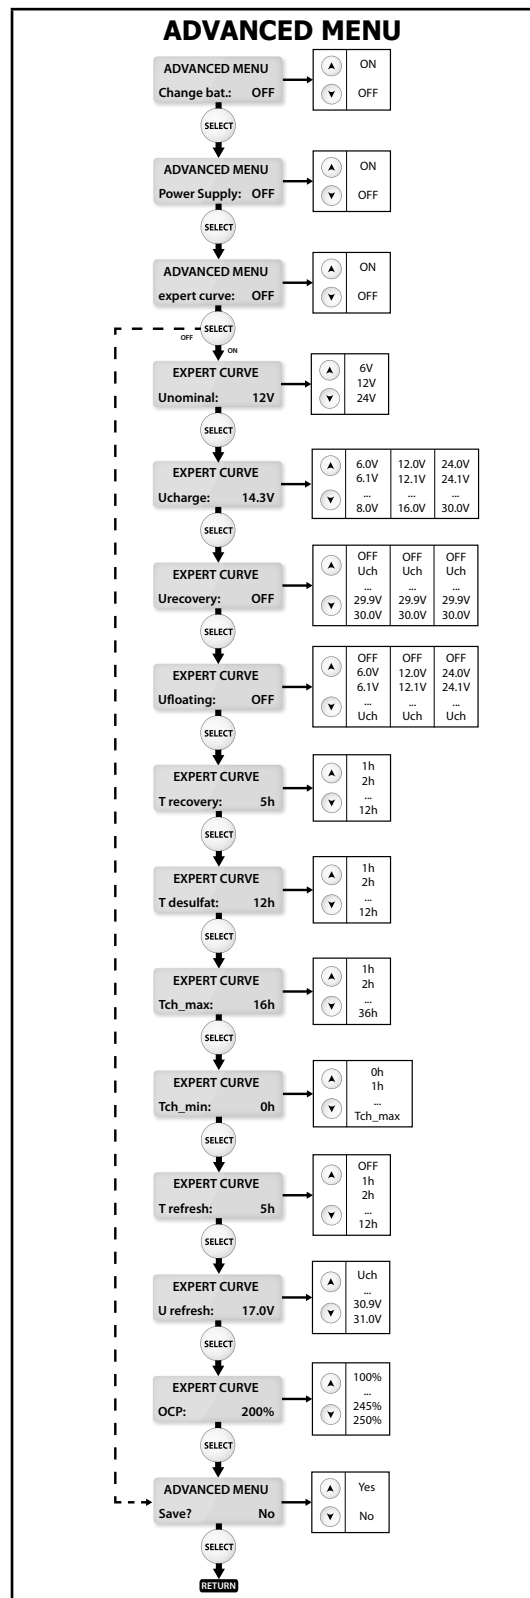 ADVANCED MENU
ADVANCED MENU
Change bat.: OFF
ON
OFF
SELECT
ADVANCED MENU
Power Supply: OFF
ON
OFF
SELECT
ADVANCED MENU
expert curve: OFF
ON
OFF
SELECT
OFF
ON
EXPERT CURVE
Unominal: 12V
6V
12V
24V
SELECT
EXPERT CURVE
Ucharge: 14.3V
6.0V 12.0V 24.0V
6.1V 12.1V 24.1V
... ... ...
8.0V 16.0V 30.0V
SELECT
EXPERT CURVE
Urecovery: OFF
OFF OFF OFF
Uch Uch Uch
... ... ...
29.9V 29.9V 29.9V
30.0V 30.0V 30.0V
SELECT
EXPERT CURVE
Ufloating: OFF
OFF OFF OFF
6.0V 12.0V 24.0V
6.1V 12.1V 24.1V
... ... ...
Uch Uch Uch
SELECT
EXPERT CURVE
T recovery: 5h
1h
2h
...
12h
SELECT
EXPERT CURVE
T desulfat: 12h
1h
2h
...
12h
SELECT
EXPERT CURVE
Tch_max: 16h
1h
2h
...
36h
SELECT
EXPERT CURVE
Tch_min: 0h
0h
1h
...
Tch_max
SELECT
EXPERT CURVE
T refresh: 5h
OFF
1h
2h
...
12h
SELECT
EXPERT CURVE
U refresh: 17.0V
Uch
...
30.9V
31.0V
SELECT
EXPERT CURVE
OCP: 200%
100%
...
245%
250%
SELECT
ADVANCED MENU
Save? No
Yes
No
SELECT
RETURN